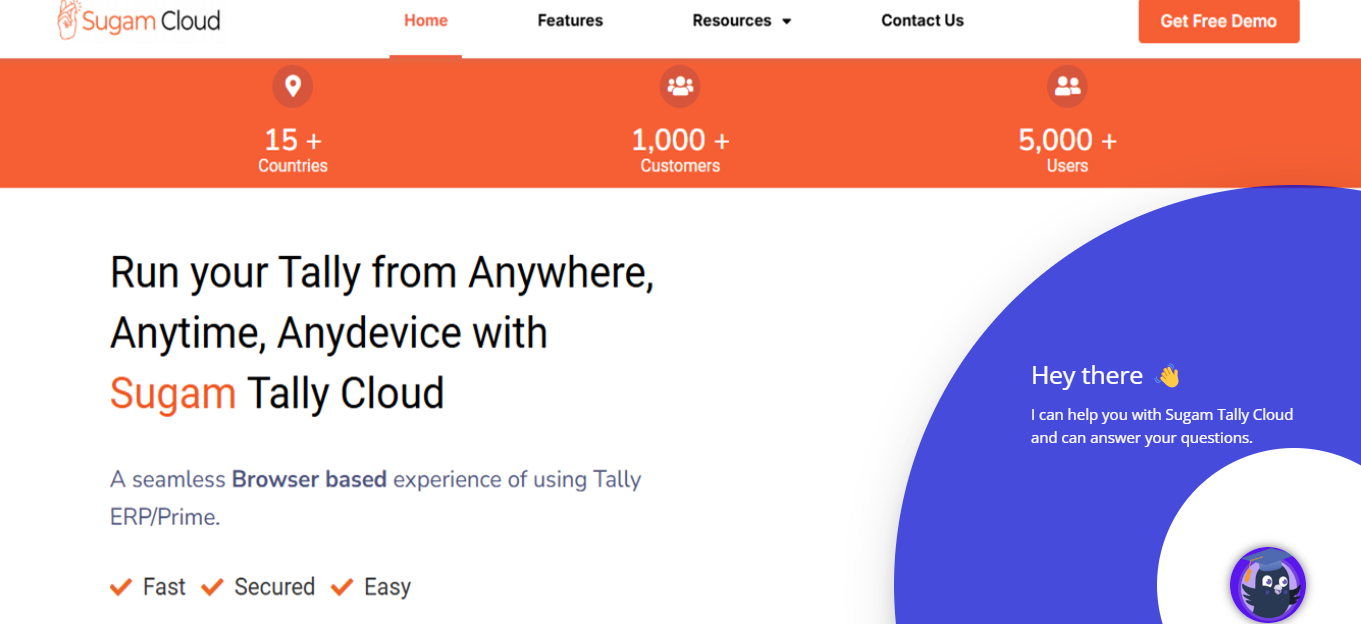 Sugam Cloud
Home
Features
Resources
Contact Us
Get Free Demo
15 +
Countries
1,000 +
Customers
5,000 +
Users
Run your Tally from Anywhere,
Anytime, Anydevice with
Sugam Tally Cloud
A seamless Browser based experience of using Tally
ERP/Prime.
Fast
Secured
Easy
Hey there 👋
I can help you with Sugam Tally Cloud
and can answer your questions.